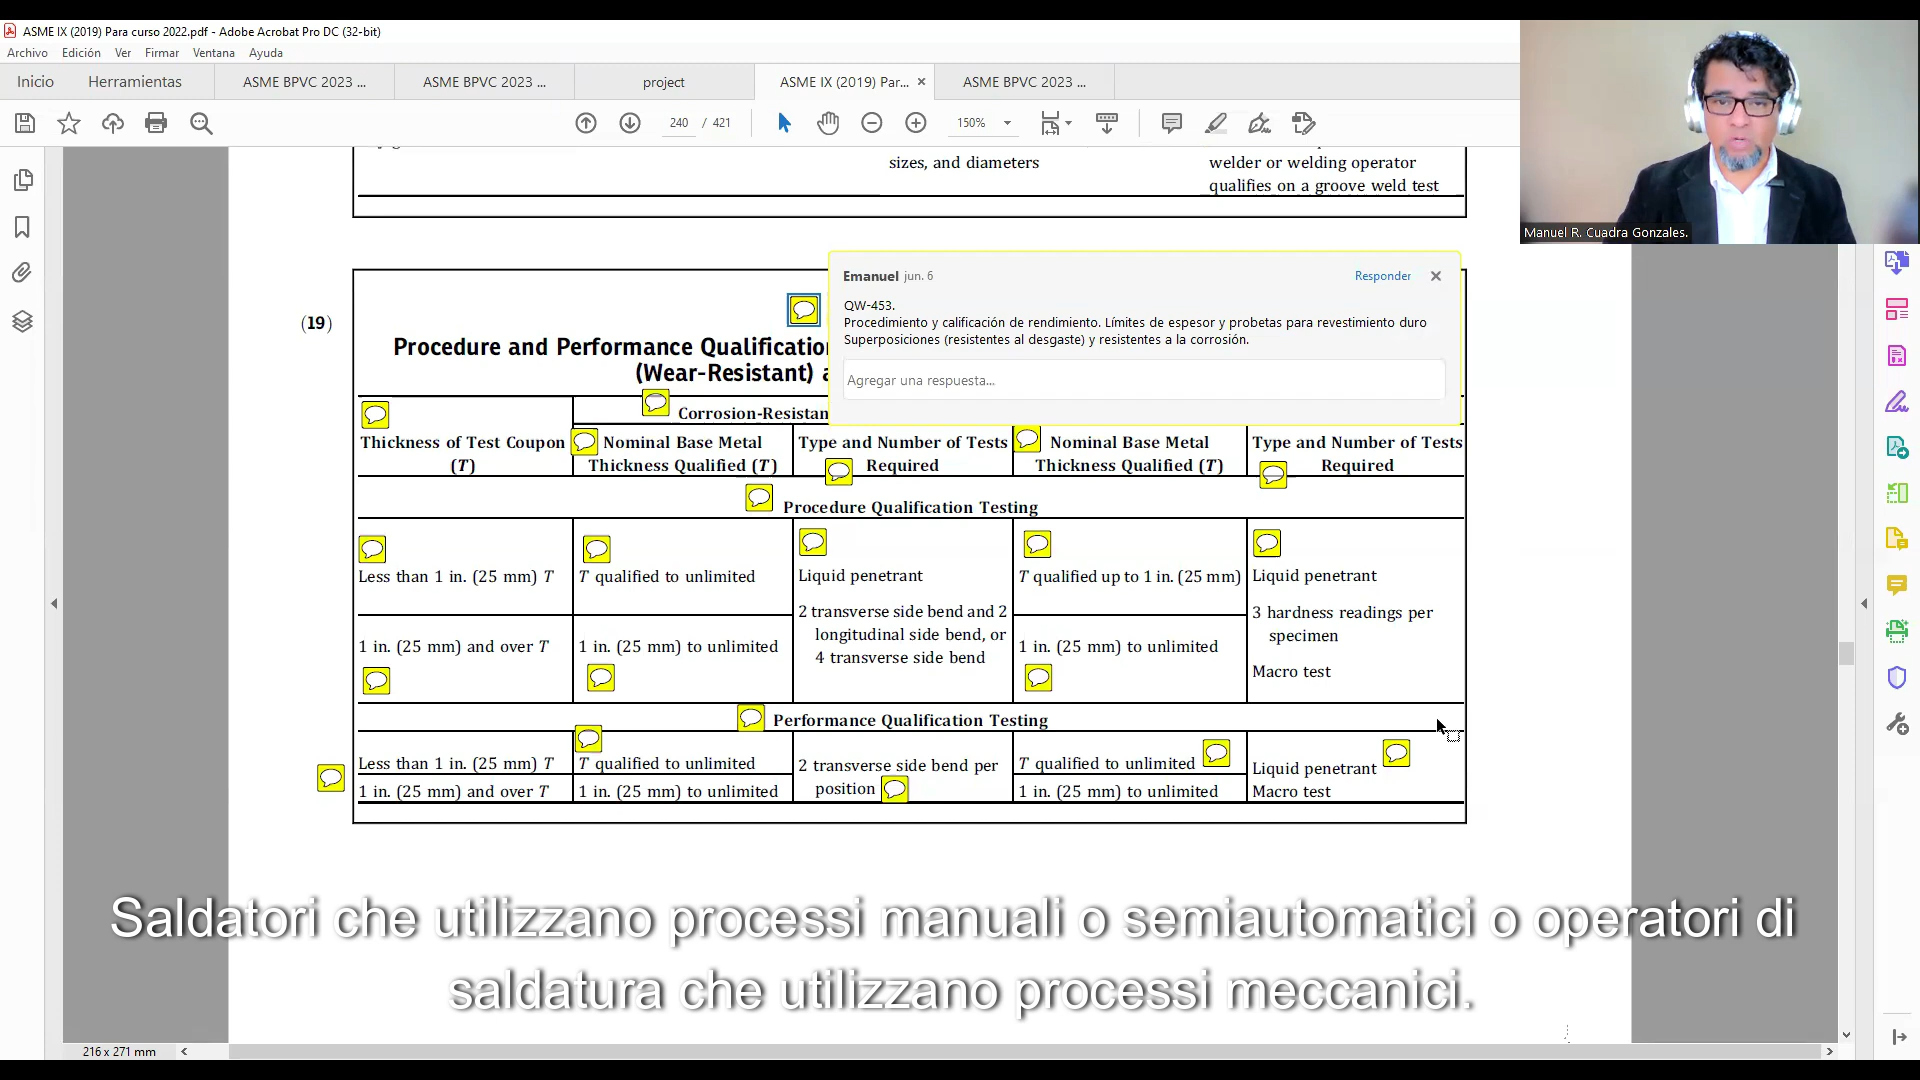 ASME IX (2019) Para curso 2022.pdf - Adobe Acrobat Pro DC (32-bit)
Archivo Edición Ver Firmar Ventana Ayuda
Inicio Herramientas ASME BPVC 2023 ... ASME BPVC 2023 ... project ASME IX (2019) Par... ASME BPVC 2023 ...
240 / 421 150%
Manuel R. Cuadra Gonzales.
sizes, and diameters
welder or welding operator
qualifies on a groove weld test
(19)
Emanuel jun. 6 Responder
QW-453.
Procedimiento y calificación de rendimiento. Límites de espesor y probetas para revestimiento duro
Superposiciones (resistentes al desgaste) y resistentes a la corrosión.
Agregar una respuesta...
Procedure and Performance Qualification
(Wear-Resistant)
Corrosion-Resistan
Thickness of Test Coupon
(T)
Nominal Base Metal
Thickness Qualified (T)
Type and Number of Tests
Required
Nominal Base Metal
Thickness Qualified (T)
Type and Number of Tests
Required
Procedure Qualification Testing
Less than 1 in. (25 mm) T
T qualified to unlimited
Liquid penetrant
2 transverse side bend and 2
longitudinal side bend, or
4 transverse side bend
T qualified up to 1 in. (25 mm)
Liquid penetrant
3 hardness readings per
specimen
Macro test
1 in. (25 mm) and over T
1 in. (25 mm) to unlimited
1 in. (25 mm) to unlimited
Performance Qualification Testing
Less than 1 in. (25 mm) T
T qualified to unlimited
2 transverse side bend per
position
T qualified to unlimited
Liquid penetrant
Macro test
1 in. (25 mm) and over T
1 in. (25 mm) to unlimited
1 in. (25 mm) to unlimited
Saldatori che utilizzano processi manuali o semiautomatici o operatori di
saldatura che utilizzano processi meccanici.
216 x 271 mm